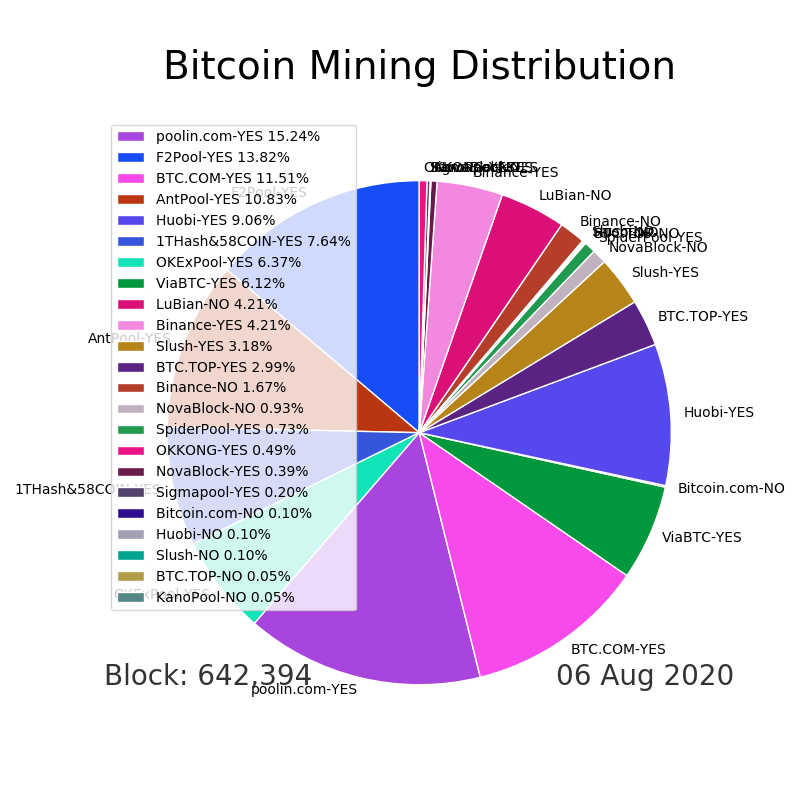 Bitcoin Mining Distribution
poolin.com-YES 15.24%
F2Pool-YES 13.82%
BTC.COM-YES 11.51%
AntPool-YES 10.83%
Huobi-YES 9.06%
1THash&58COIN-YES 7.64%
OKExPool-YES 6.37%
ViaBTC-YES 6.12%
LuBian-NO 4.21%
Binance-YES 4.21%
Slush-YES 3.18%
BTC.TOP-YES 2.99%
Binance-NO 1.67%
NovaBlock-NO 0.93%
SpiderPool-YES 0.73%
OKKONG-YES 0.49%
NovaBlock-YES 0.39%
Sigmapool-YES 0.20%
Bitcoin.com-NO 0.10%
Huobi-NO 0.10%
Slush-NO 0.10%
BTC.TOP-NO 0.05%
KanoPool-NO 0.05%
Binance-YES
LuBian-NO
Binance-NO
SpiderPool-YES
NovaBlock-NO
Slush-YES
BTC.TOP-YES
Huobi-YES
Bitcoin.com-NO
ViaBTC-YES
BTC.COM-YES
poolin.com-YES
OKExPool-YES
1THash&58COIN-YES
AntPool-YES
F2Pool-YES
Block: 642,394
06 Aug 2020